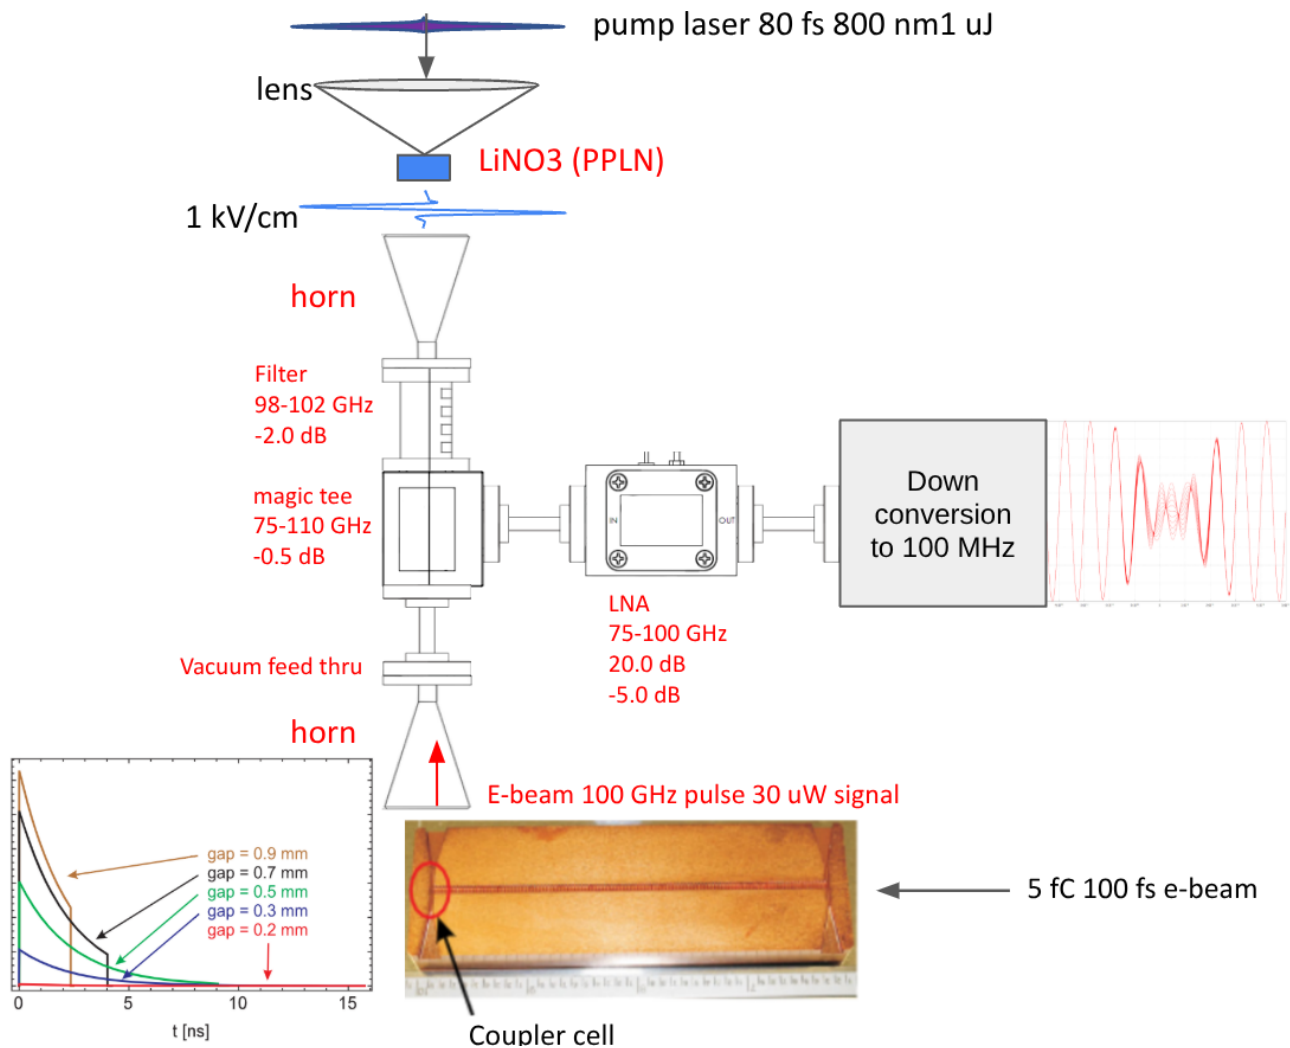 pump laser 80 fs 800 nm1 uJ
lens
LiNO3 (PPLN)
1 kV/cm
horn
Filter
98-102 GHz
-2.0 dB
magic tee
75-110 GHz
-0.5 dB
IN
OUT
Down
conversion
to 100 MHz
LNA
75-100 GHz
20.0 dB
-5.0 dB
Vacuum feed thru
horn
E-beam 100 GHz pulse 30 uW signal
gap = 0.9 mm
gap = 0.7 mm
gap = 0.5 mm
gap = 0.3 mm
gap = 0.2 mm
0 5 10 15
t [ns]
5 fC 100 fs e-beam
Coupler cell